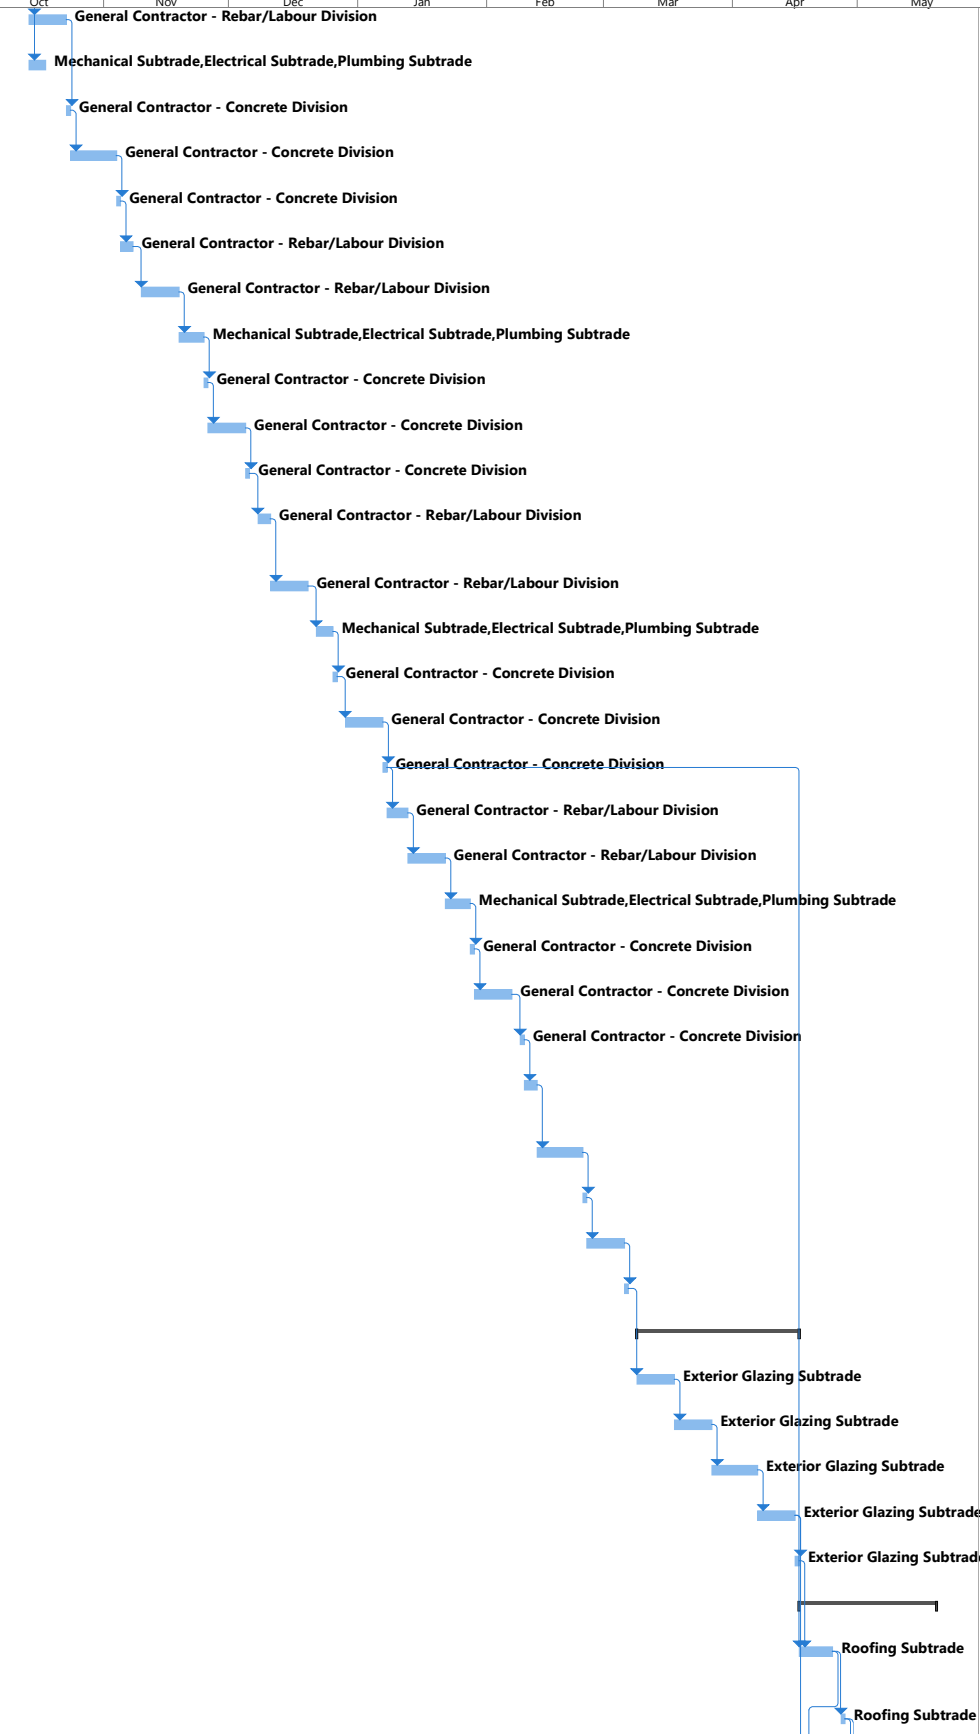 Oct Nov Dec Jan Feb Mar Apr May
General Contractor - Rebar/Labour Division
Mechanical Subtrade,Electrical Subtrade,Plumbing Subtrade
General Contractor - Concrete Division
General Contractor - Concrete Division
General Contractor - Concrete Division
General Contractor - Rebar/Labour Division
General Contractor - Rebar/Labour Division
Mechanical Subtrade,Electrical Subtrade,Plumbing Subtrade
General Contractor - Concrete Division
General Contractor - Concrete Division
General Contractor - Concrete Division
General Contractor - Rebar/Labour Division
General Contractor - Rebar/Labour Division
Mechanical Subtrade,Electrical Subtrade,Plumbing Subtrade
General Contractor - Concrete Division
General Contractor - Concrete Division
General Contractor - Concrete Division
General Contractor - Rebar/Labour Division
General Contractor - Rebar/Labour Division
Mechanical Subtrade,Electrical Subtrade,Plumbing Subtrade
General Contractor - Concrete Division
General Contractor - Concrete Division
General Contractor - Concrete Division
Exterior Glazing Subtrade
Exterior Glazing Subtrade
Exterior Glazing Subtrade
Exterior Glazing Subtrade
Exterior Glazing Subtrad
Roofing Subtrade
Roofing Subtrade